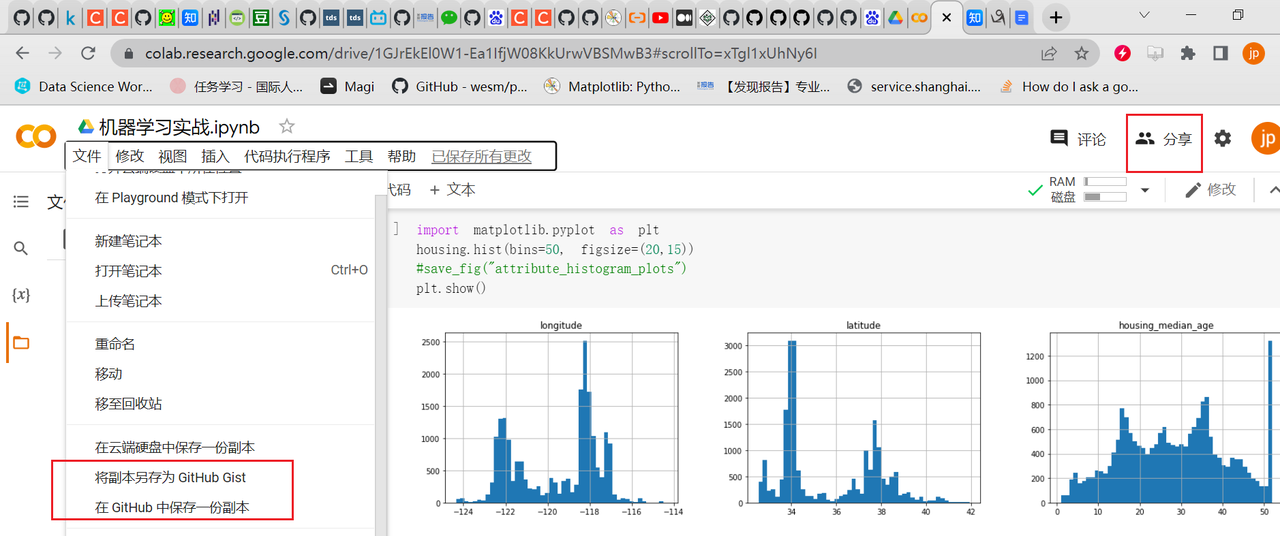 colab.research.google.com/drive/1GJrEkEl0W1-Ea1IfjW08KkUrwVBSMwB3#scrollTo=xTgl1xUhNy6I
jp
Data Science Wor... 任务学习 - 国际人... Magi GitHub - wesm/p... Matplotlib: Pytho... 【发现报告】专业... service.shanghai.... How do I ask a go...
机器学习实战.ipynb
评论 分享 jp
文件 修改 视图 插入 代码执行程序 工具 帮助 已保存所有更改
在 Playground 模式下打开
代码 + 文本
RAM
磁盘
修改
新建笔记本
打开笔记本 Ctrl+O
上传笔记本
重命名
移动
移至回收站
在云端硬盘中保存一份副本
将副本另存为 GitHub Gist
在 GitHub 中保存一份副本
{x}
] import matplotlib.pyplot as plt
housing.hist(bins=50, figsize=(20,15))
#save_fig("attribute_histogram_plots")
plt.show()
longitude
2500
2000
1500
1000
500
0
−124 −122 −120 −118 −116 −114
latitude
3000
2500
2000
1500
1000
500
0
34 36 38 40 42
housing_median_age
1200
1000
800
600
400
200
0
0 10 20 30 40 50